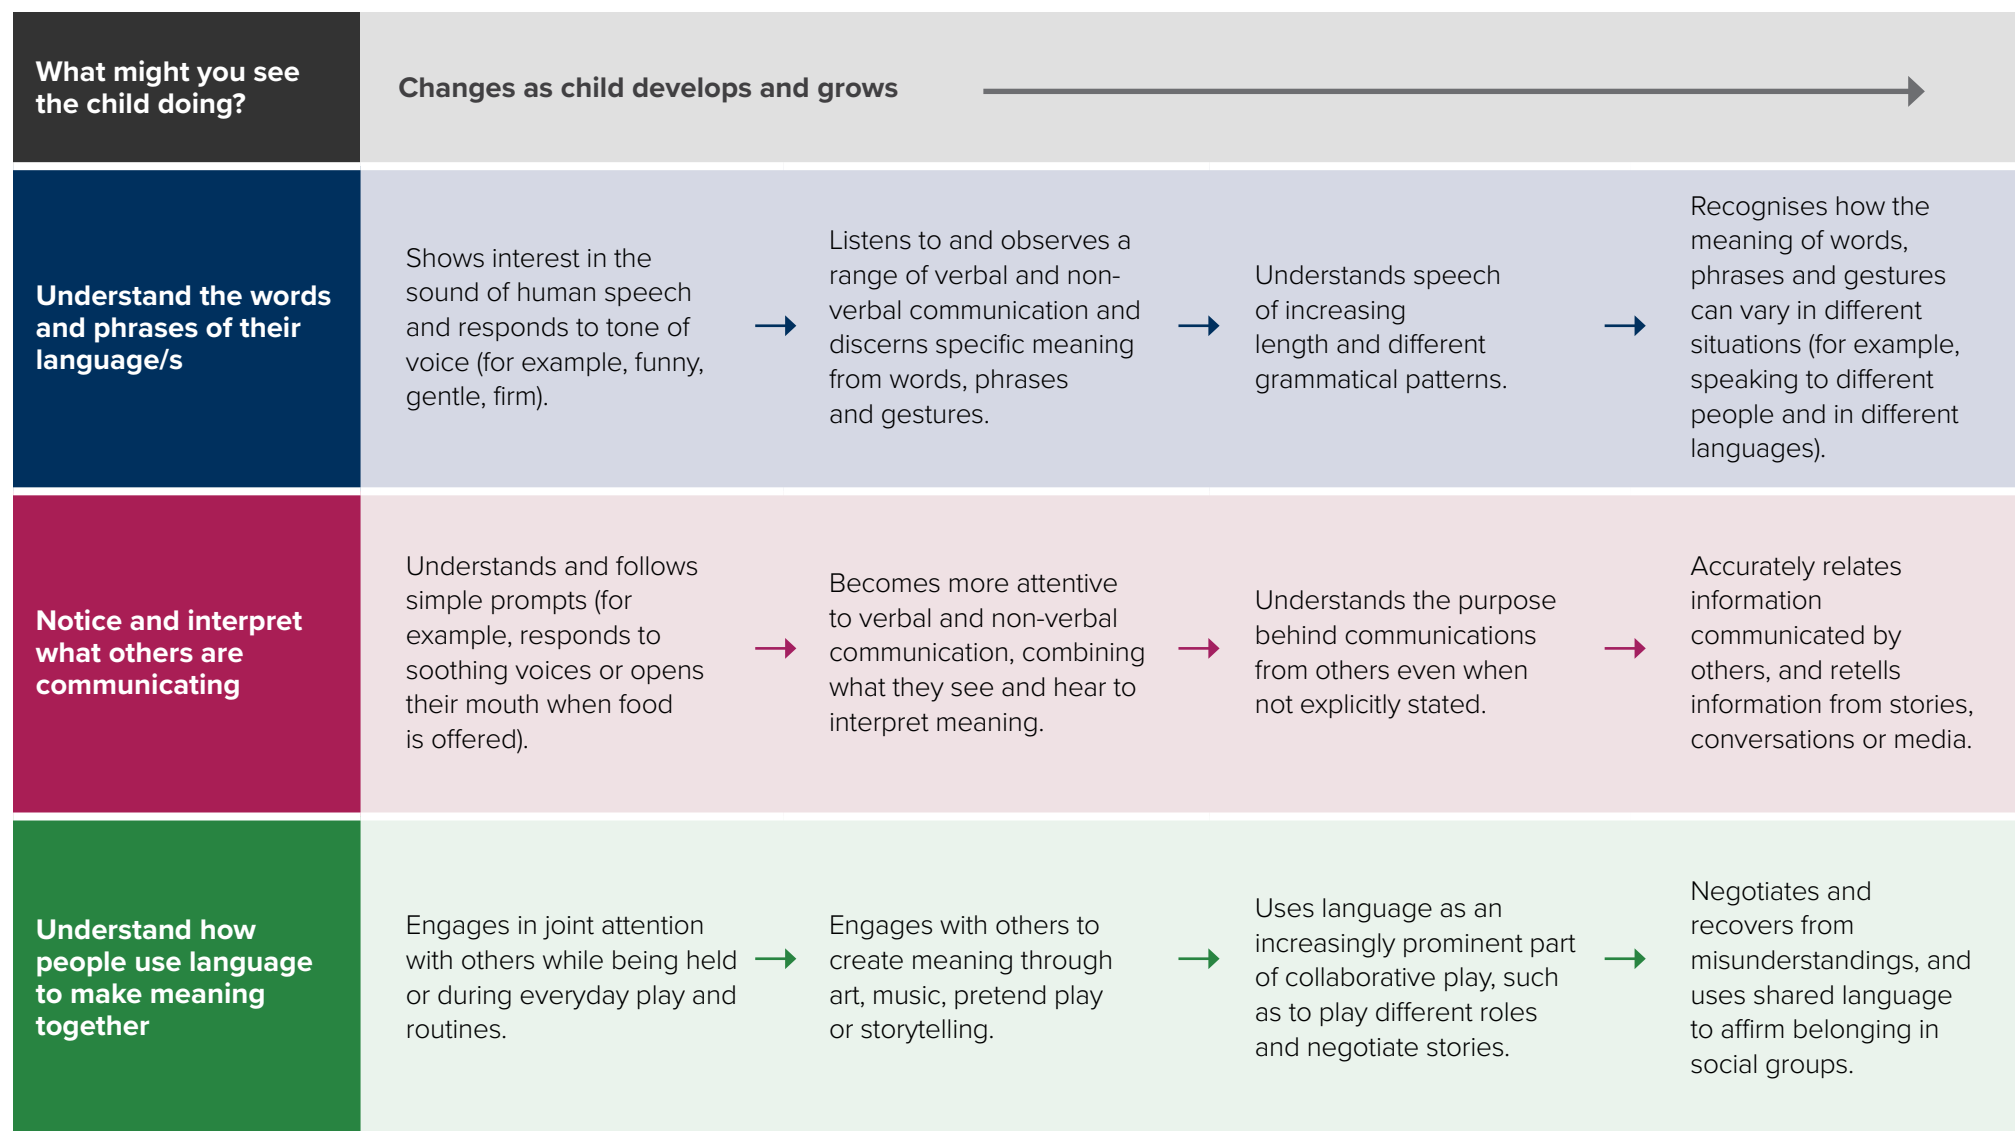 What might you see
the child doing?
Changes as child develops and grows
Understand the words
and phrases of their
language/s
Shows interest in the
sound of human speech
and responds to tone of
voice (for example, funny,
gentle, firm).
Listens to and observes a
range of verbal and non-
verbal communication and
discerns specific meaning
from words, phrases
and gestures.
Understands speech
of increasing
length and different
grammatical patterns.
Recognises how the
meaning of words,
phrases and gestures
can vary in different
situations (for example,
speaking to different
people and in different
languages).
Notice and interpret
what others are
communicating
Understands and follows
simple prompts (for
example, responds to
soothing voices or opens
their mouth when food
is offered).
Becomes more attentive
to verbal and non-verbal
communication, combining
what they see and hear to
interpret meaning.
Understands the purpose
behind communications
from others even when
not explicitly stated.
Accurately relates
information
communicated by
others, and retells
information from stories,
conversations or media.
Understand how
people use language
to make meaning
together
Engages in joint attention
with others while being held
or during everyday play and
routines.
Engages with others to
create meaning through
art, music, pretend play
or storytelling.
Uses language as an
increasingly prominent part
of collaborative play, such
as to play different roles
and negotiate stories.
Negotiates and
recovers from
misunderstandings, and
uses shared language
to affirm belonging in
social groups.